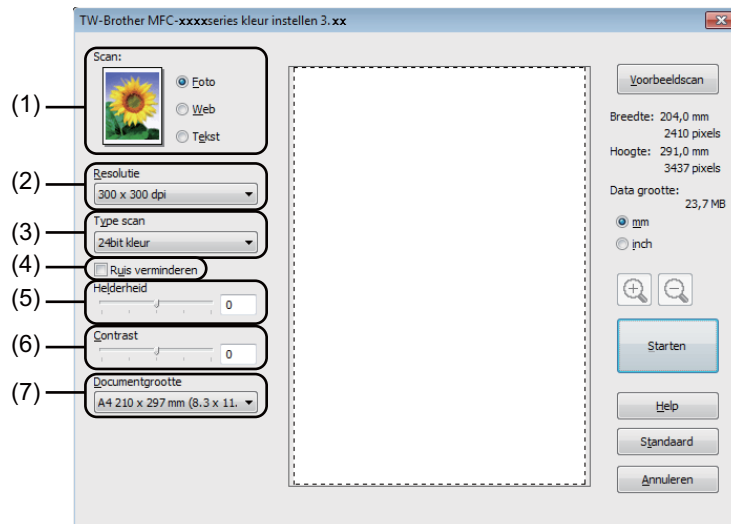 TW-Brother MFC-xxxxseries kleur instellen 3.xx
(1)
Scan:
Foto
Web
Tekst
(2)
Resolutie
300 x 300 dpi
(3)
Type scan
24bit kleur
(4)
Ruis verminderen
(5)
Helderheid
0
(6)
Contrast
0
(7)
Documentgrootte
A4 210 x 297 mm (8.3 x 11.
Voorbeeldscan
Breedte: 204,0 mm
2410 pixels
Hoogte: 291,0 mm
3437 pixels
Data grootte:
23,7 MB
mm
inch
Starten
Help
Standaard
Annuleren